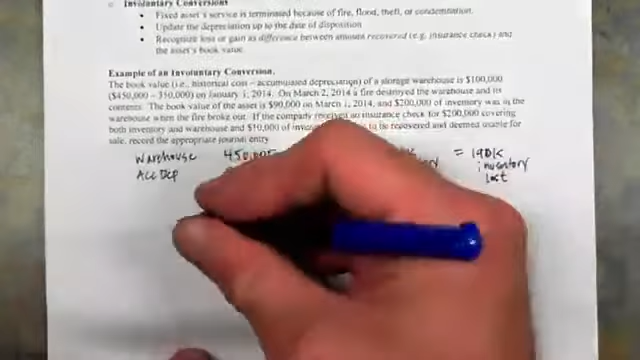 o Involuntary Conversions
• Fixed asset's service is terminated because of fire, flood, theft, or condemnation.
• Update the depreciation up to the date of disposition
• Recognize loss or gain as difference between amount recovered (e.g. insurance check) and
the asset's book value.
Example of an Involuntary Conversion.
The book value (i.e., historical cost – accumulated depreciation) of a storage warehouse is $100,000
($450,000 – 350,000) on January 1, 2014. On March 2, 2014 a fire destroyed the warehouse and its
contents. The book value of the asset is $90,000 on March 1, 2014, and $200,000 of inventory was in the
warehouse when the fire broke out. If the company received an insurance check for $200,000 covering
both inventory and warehouse and $10,000 of to be recovered and deemed usable for
sale, record the appropriate journal entry.
Warehouse = 190K
Acc Dep inventory
lost